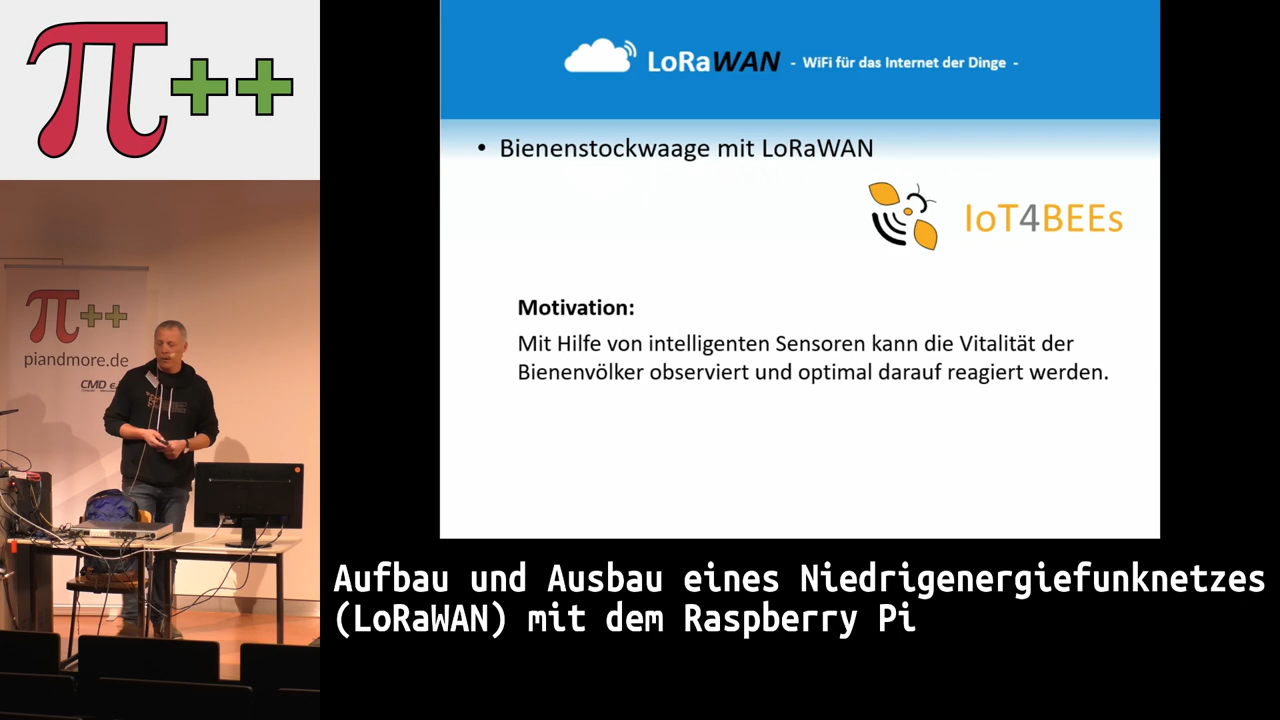 π++
LoRaWAN - WiFi für das Internet der Dinge -
• Bienenstockwaage mit LoRaWAN
IoT4BEEs
Motivation:
Mit Hilfe von intelligenten Sensoren kann die Vitalität der
Bienenvölker observiert und optimal darauf reagiert werden.
π++
piandmore.de
CMD
Aufbau und Ausbau eines Niedrigenergiefunknetzes
(LoRaWAN) mit dem Raspberry Pi